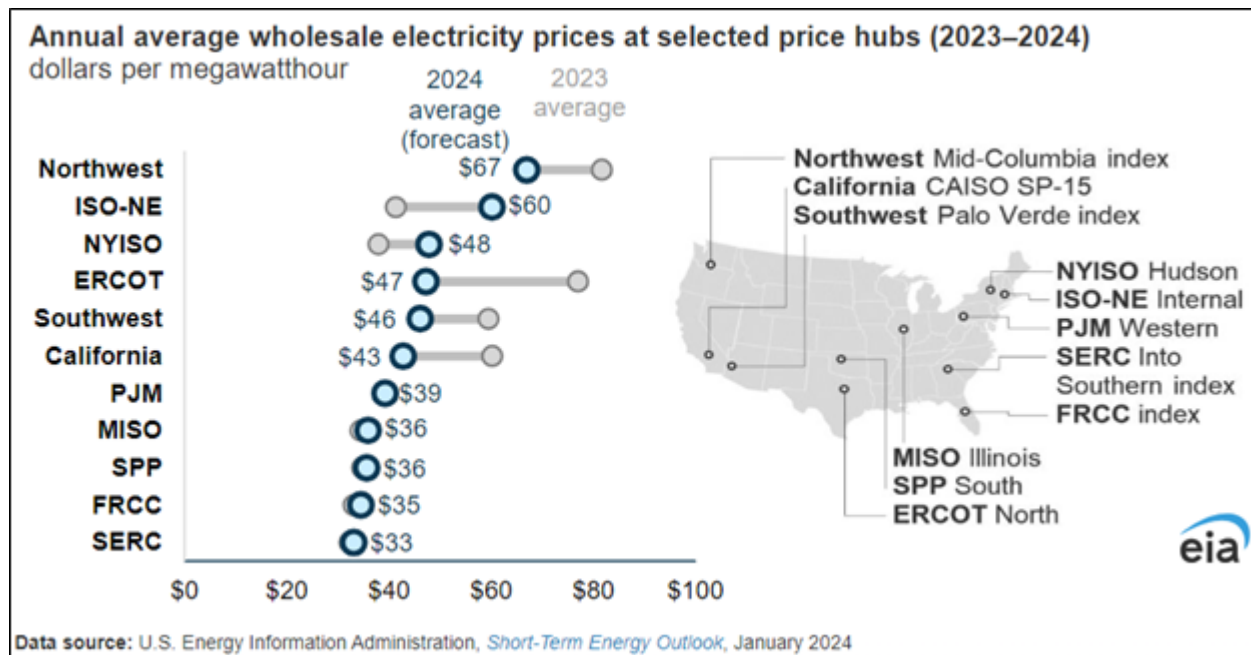 Annual average wholesale electricity prices at selected price hubs (2023–2024)
dollars per megawatthour
2024
average
(forecast)
2023
average
Northwest
$67
ISO-NE
$60
NYISO
$48
ERCOT
$47
Southwest
$46
California
$43
PJM
$39
MISO
$36
SPP
$36
FRCC
$35
SERC
$33
$0
$20
$40
$60
$80
$100
Northwest Mid-Columbia index
California CAISO SP-15
Southwest Palo Verde index
NYISO Hudson
ISO-NE Internal
PJM Western
SERC Into
Southern index
FRCC index
MISO Illinois
SPP South
ERCOT North
eia
Data source: U.S. Energy Information Administration, Short-Term Energy Outlook, January 2024